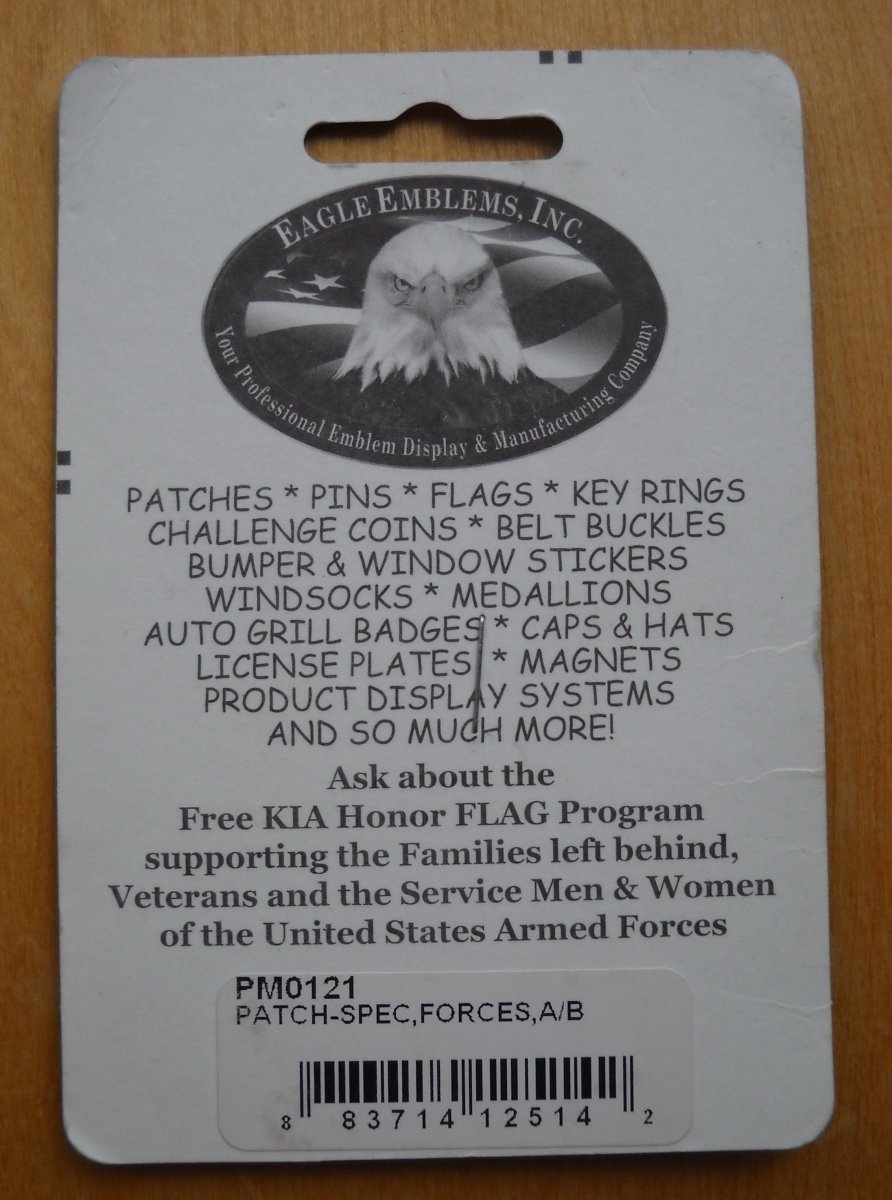 EAGLE EMBLEMS, INC.
Your Professional Emblem Display & Manufacturing Company
PATCHES * PINS * FLAGS * KEY RINGS
CHALLENGE COINS * BELT BUCKLES
BUMPER & WINDOW STICKERS
WINDSOCKS * MEDALLIONS
AUTO GRILL BADGES * CAPS & HATS
LICENSE PLATES * MAGNETS
PRODUCT DISPLAY SYSTEMS
AND SO MUCH MORE!
Ask about the
Free KIA Honor FLAG Program
supporting the Families left behind,
Veterans and the Service Men & Women
of the United States Armed Forces
PM0121
PATCH-SPEC,FORCES,A/B
8 83714 12514 2